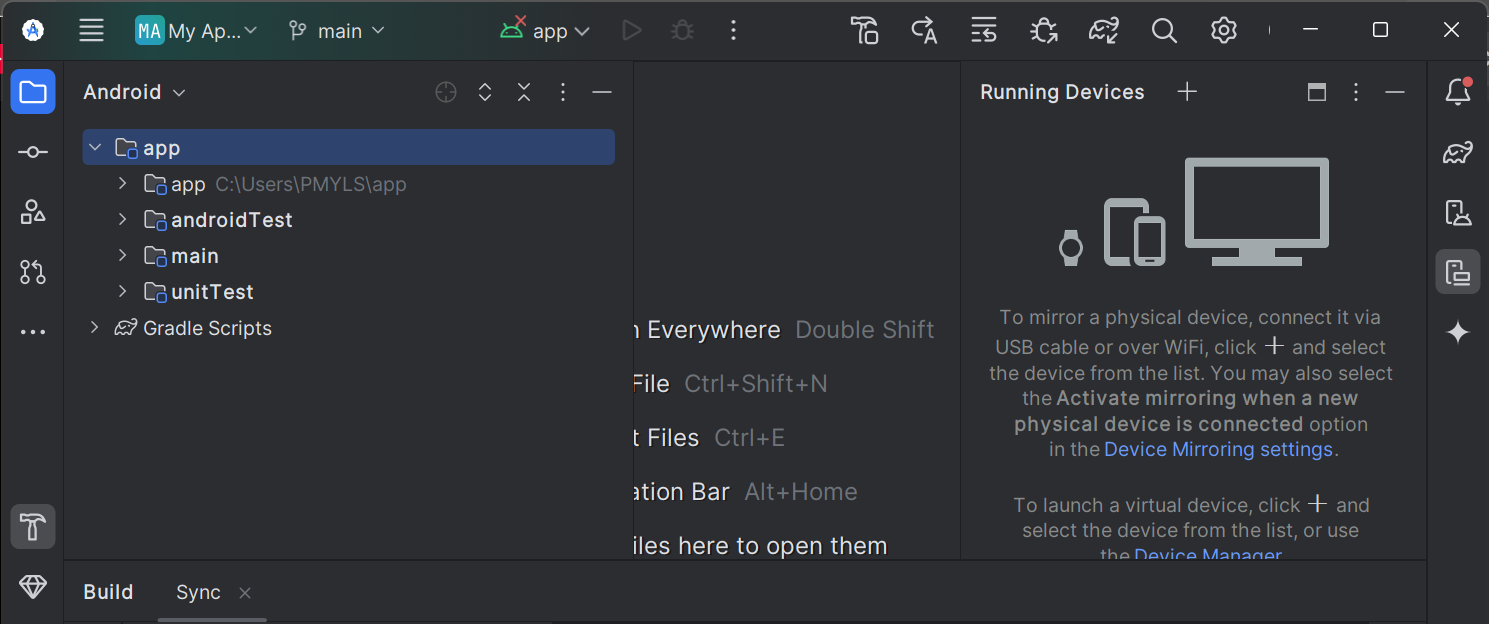 MA My Ap... main app
Android
app
app C:\Users\PMYLS\app
androidTest
main
unitTest
Gradle Scripts
Everywhere Double Shift
File Ctrl+Shift+N
Files Ctrl+E
Bar Alt+Home
here to open them
Running Devices
To mirror a physical device, connect it via
USB cable or over WiFi, click + and select
the device from the list. You may also select
the Activate mirroring when a new
physical device is connected option
in the Device Mirroring settings.
To launch a virtual device, click + and
select the device from the list, or use
the Device Manager.
Build Sync